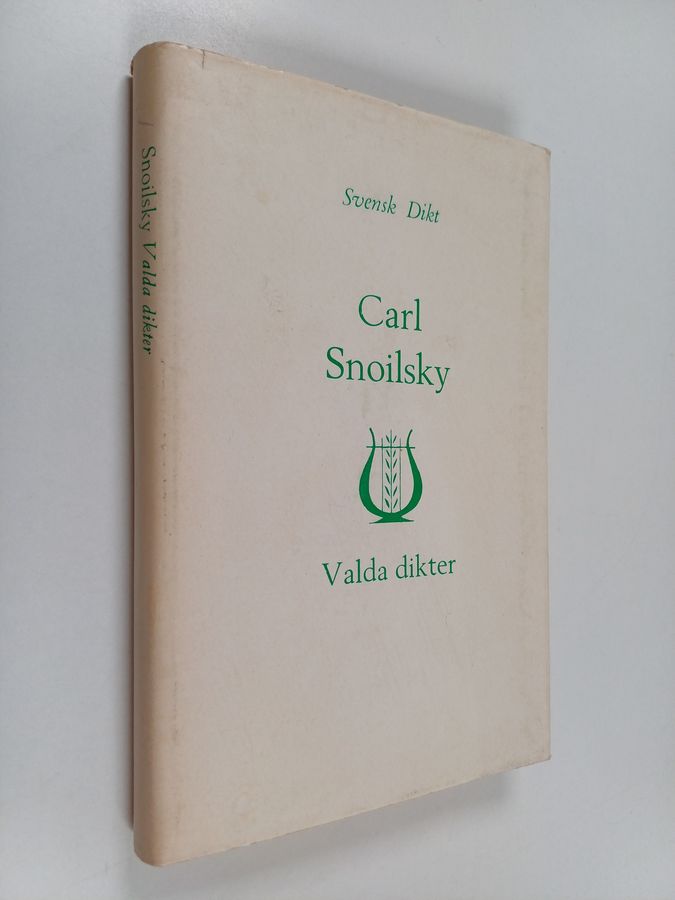 Svensk Dikt
Carl
Snoilsky
Valda dikter
Snoilsky Valda dikter